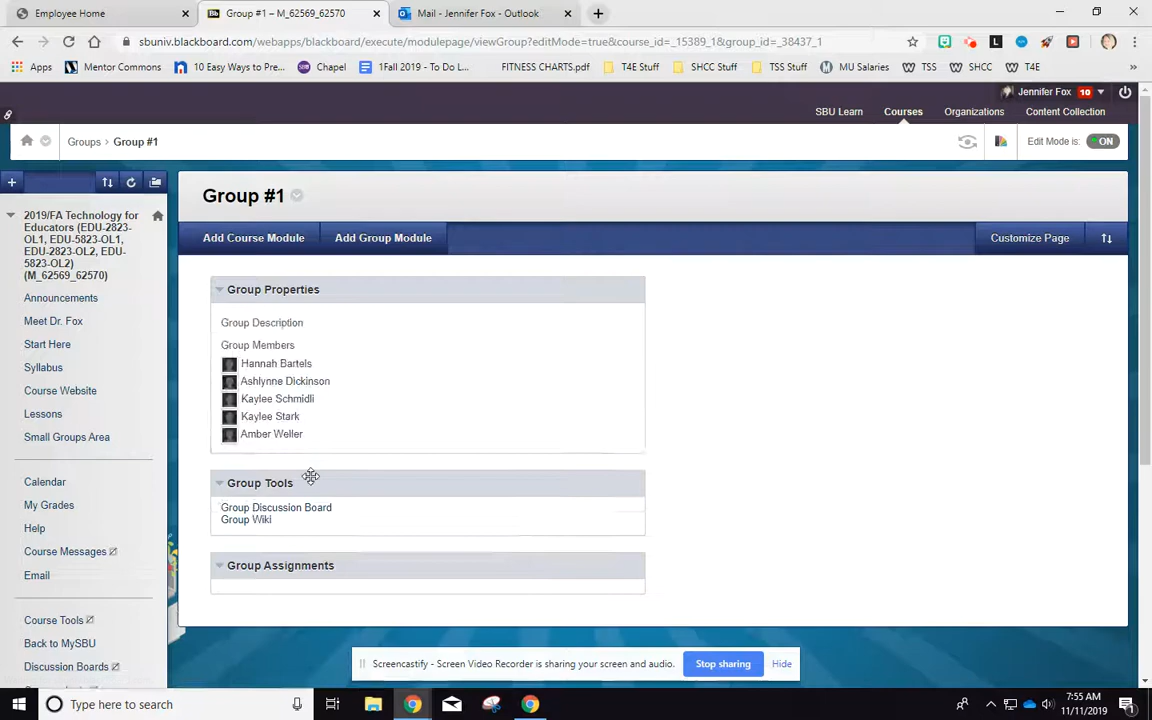 Employee Home
Group #1 – M_62569_62570
Mail - Jennifer Fox - Outlook
sbuniv.blackboard.com/webapps/blackboard/execute/modulepage/viewGroup?editMode=true&course_id=_15389_1&group_id=_38437_1
Apps Mentor Commons 10 Easy Ways to Pre... Chapel 1Fall 2019 - To Do L... FITNESS CHARTS.pdf T4E Stuff SHCC Stuff TSS Stuff MU Salaries TSS SHCC T4E
Jennifer Fox 10
SBU Learn Courses Organizations Content Collection
Groups Group #1 Edit Mode is: ON
Group #1
Add Course Module Add Group Module Customize Page
2019/FA Technology for
Educators (EDU-2823-
OL1, EDU-5823-OL1,
EDU-2823-OL2, EDU-
5823-OL2)
(M_62569_62570)
Announcements
Meet Dr. Fox
Start Here
Syllabus
Course Website
Lessons
Small Groups Area
Calendar
My Grades
Help
Course Messages
Email
Course Tools
Back to MySBU
Discussion Boards
Group Properties
Group Description
Group Members
Hannah Bartels
Ashlynne Dickinson
Kaylee Schmidli
Kaylee Stark
Amber Weller
Group Tools
Group Discussion Board
Group Wiki
Group Assignments
Screencastify - Screen Video Recorder is sharing your screen and audio. Stop sharing Hide
Type here to search
7:55 AM
11/11/2019
1